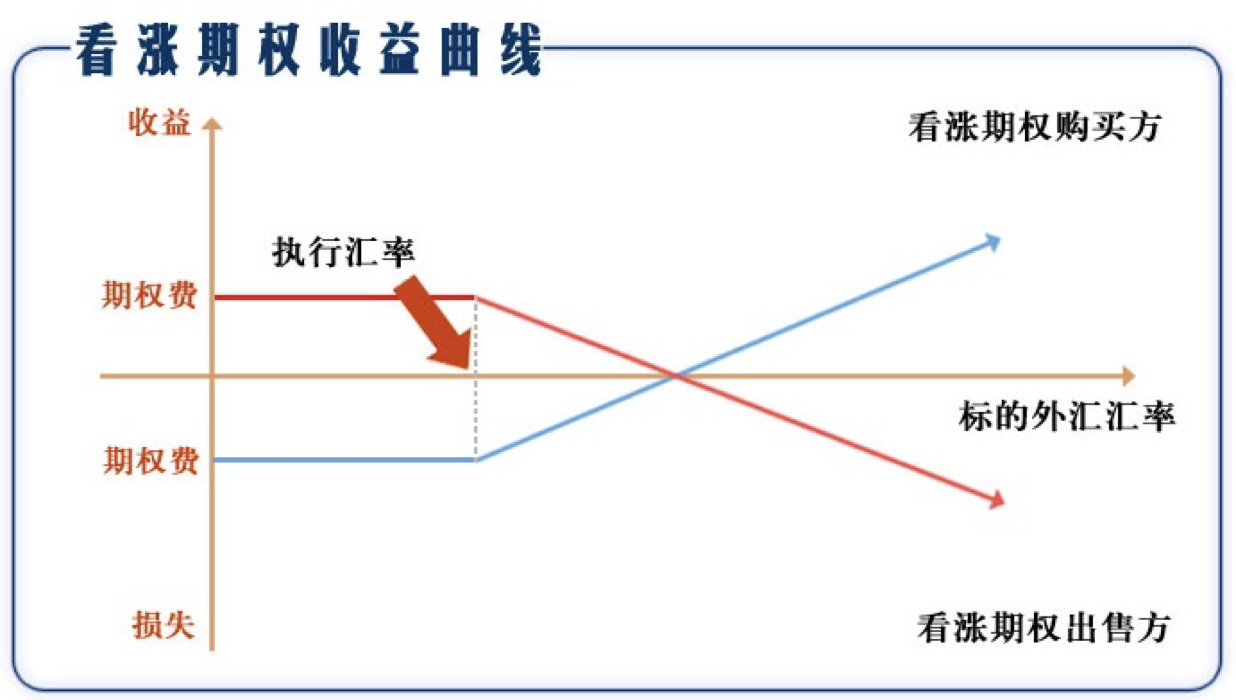 看涨期权收益曲线
收益
看涨期权购买方
执行汇率
期权费
标的外汇汇率
期权费
损失
看涨期权出售方